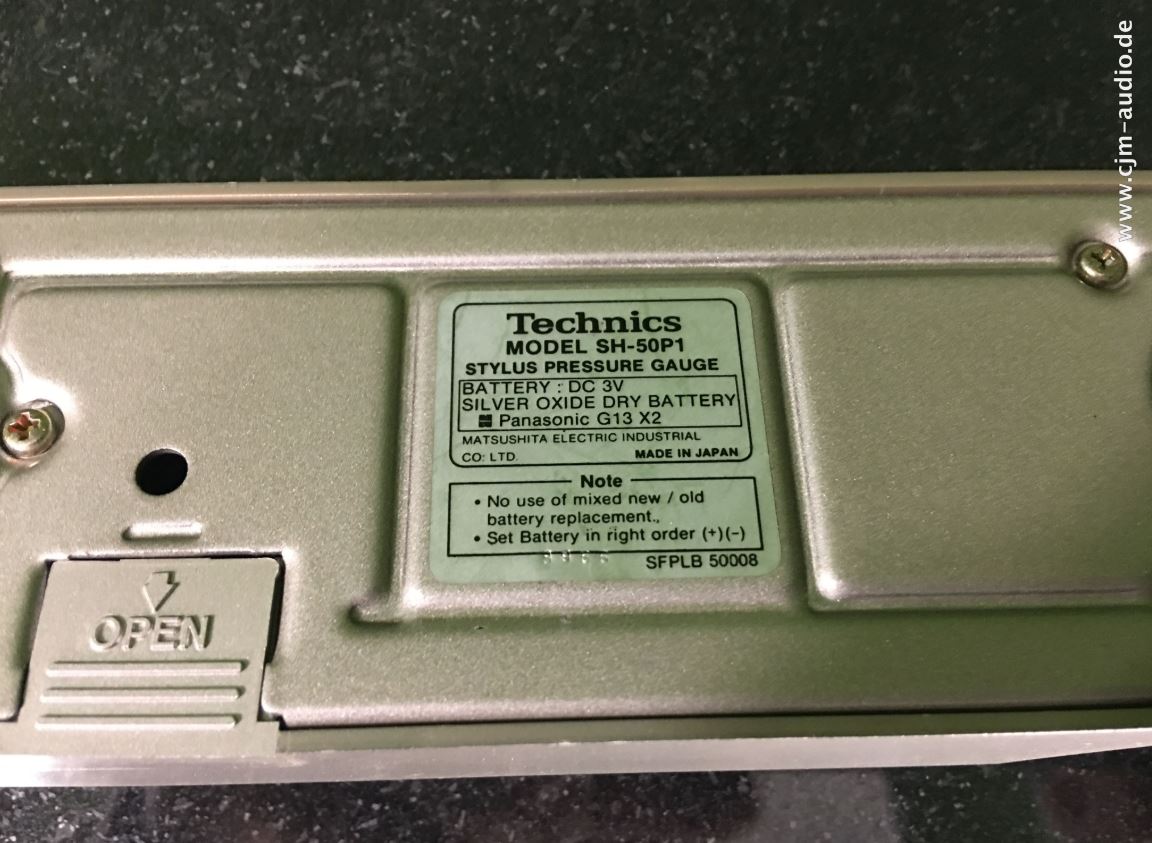 www.cjm-audio.de
Technics
MODEL SH-50P1
STYLUS PRESSURE GAUGE
BATTERY : DC 3V
SILVER OXIDE DRY BATTERY
Panasonic G13 X2
MATSUSHITA ELECTRIC INDUSTRIAL
CO: LTD. MADE IN JAPAN
Note
• No use of mixed new / old
battery replacement.,
• Set Battery in right order (+)(-)
SFPLB 50008
OPEN